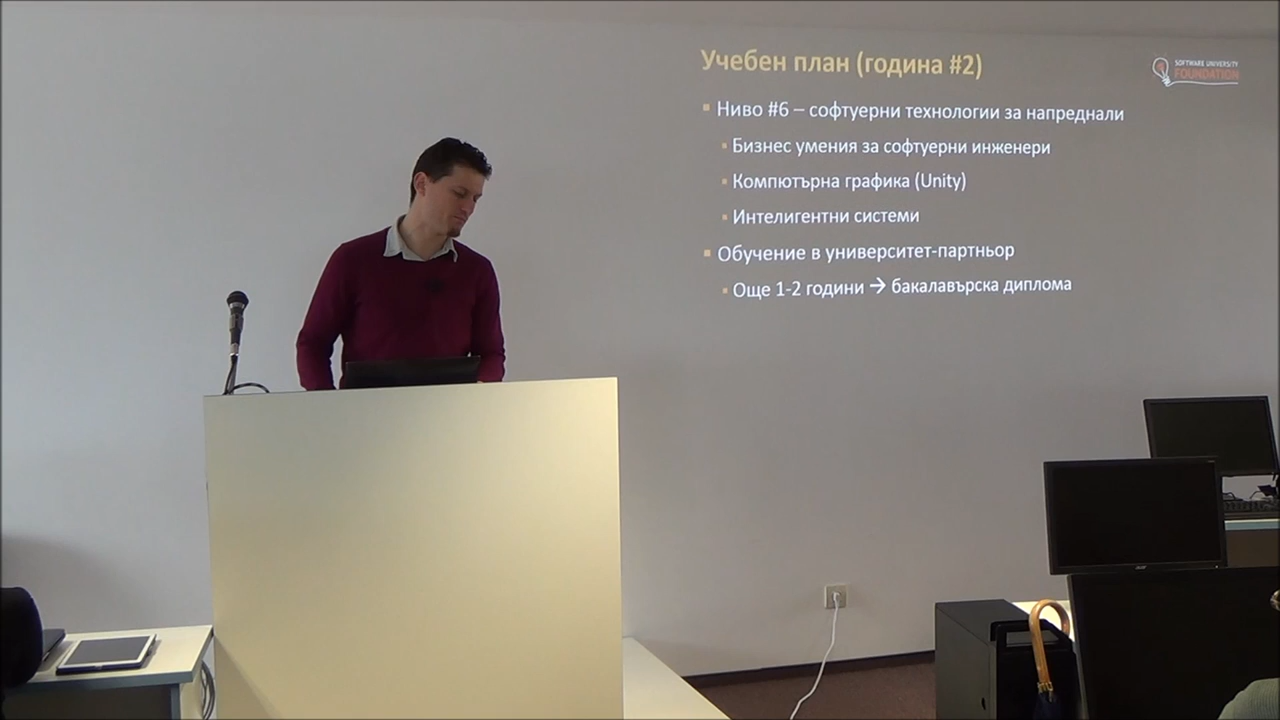 Учебен план (година #2)
SOFTWARE UNIVERSITY
FOUNDATION
Ниво #6 – софтуерни технологии за напреднали
Бизнес умения за софтуерни инженери
Компютърна графика (Unity)
Интелигентни системи
Обучение в университет-партньор
Още 1-2 години → бакалавърска диплома
acer